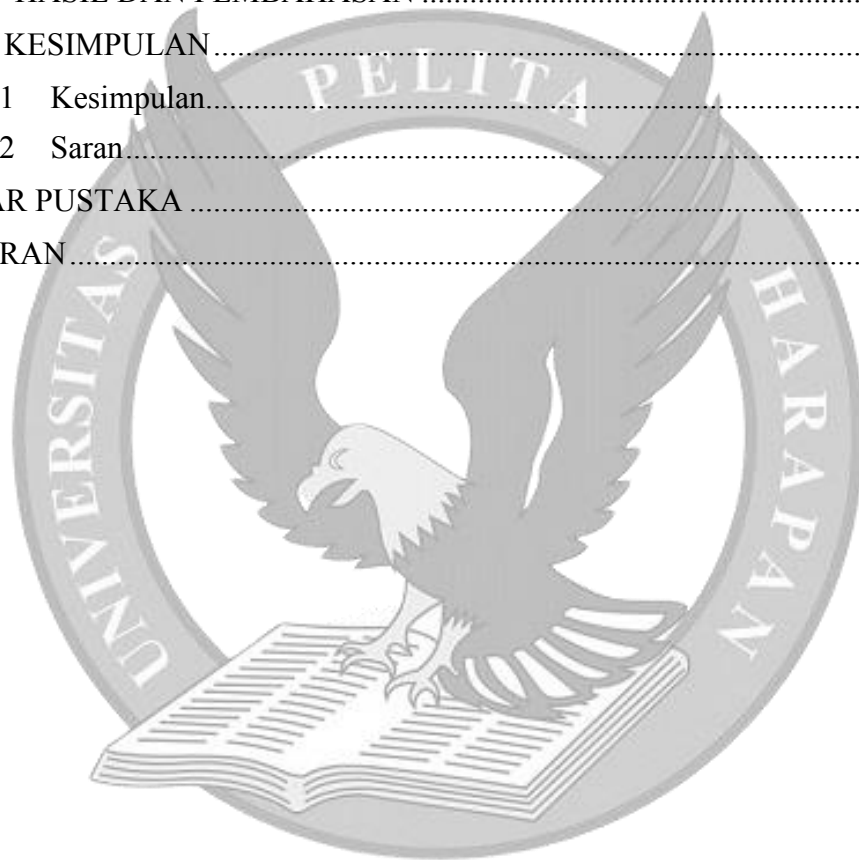 HASIL DAN PEMBAHASAN ........................................................
KESIMPULAN ........................................................................................
1 Kesimpulan ........................................................................................
2 Saran ........................................................................................
AR PUSTAKA ........................................................................................
RAN ........................................................................................
UNIVERSITAS PELITA HARAPAN